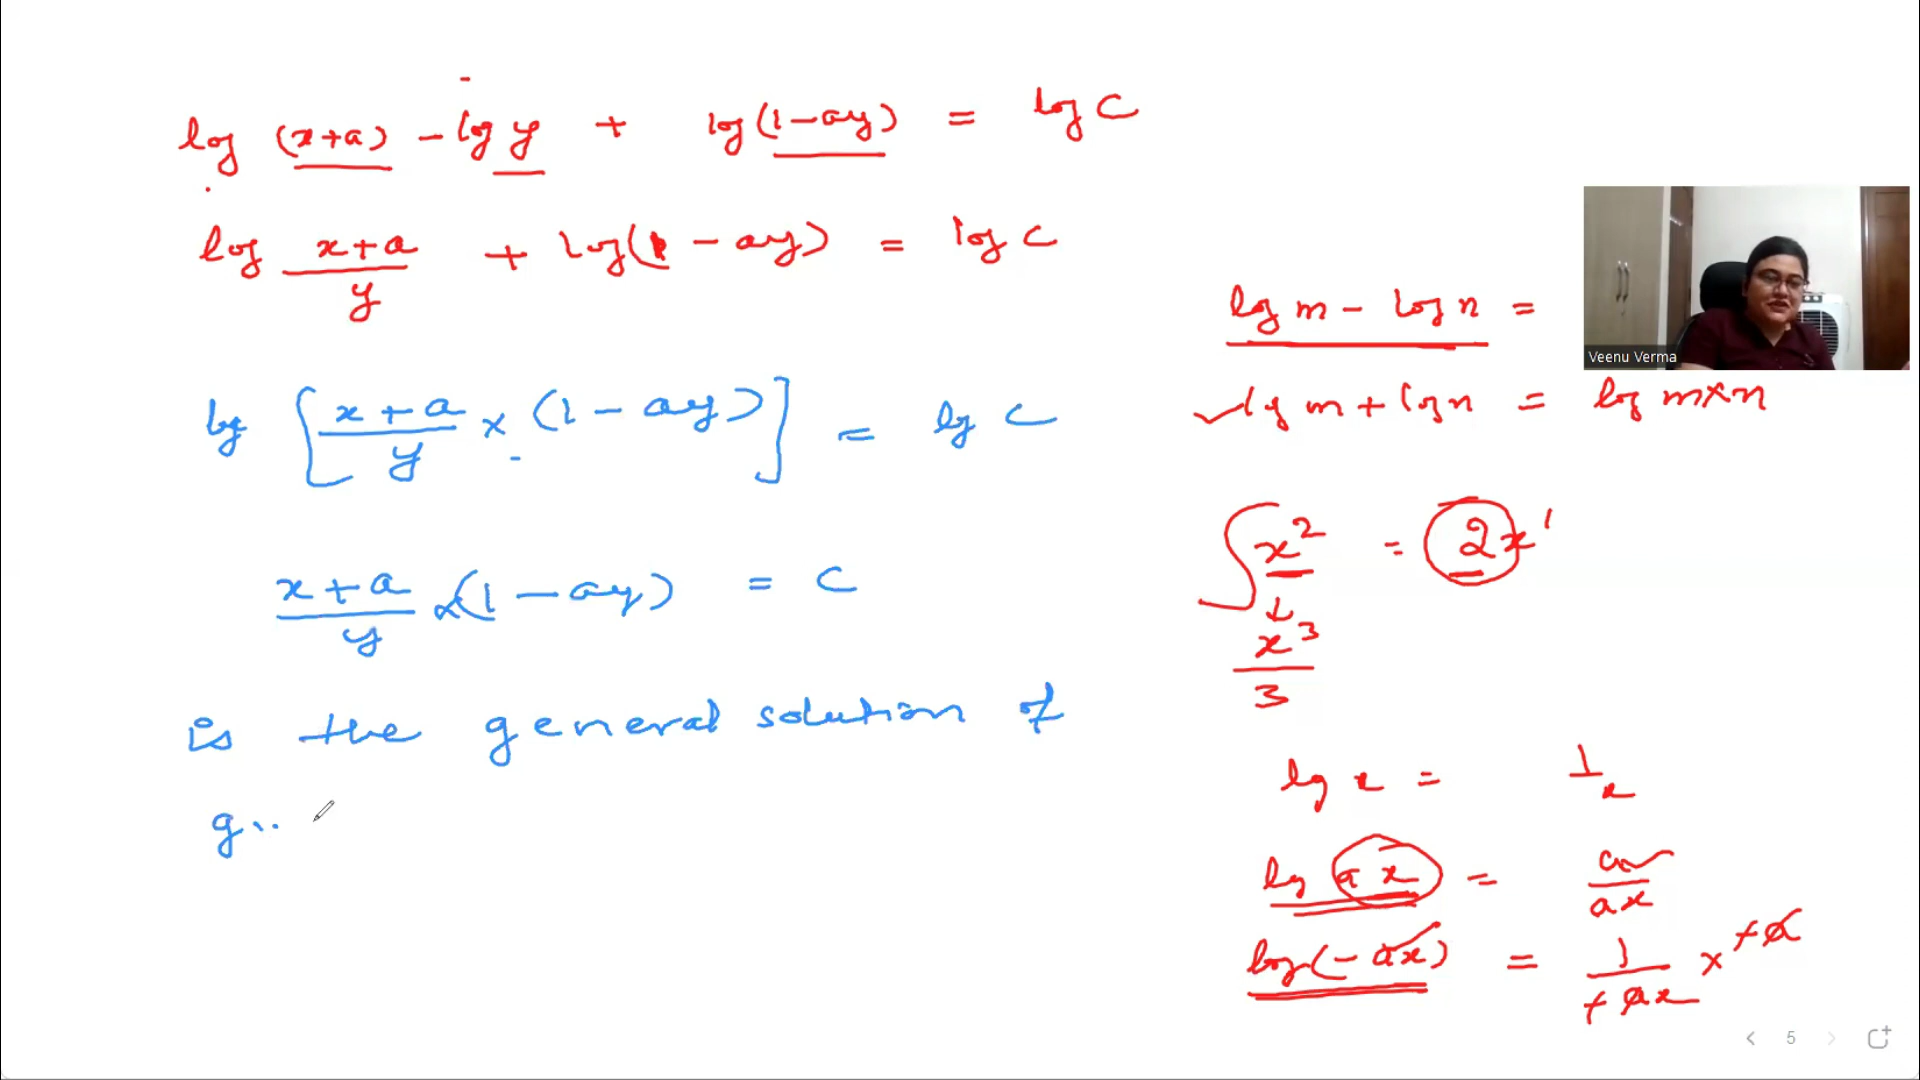 log (x+a) - log y + log(1-ay) = log C
log x+a/y + log(1 - ay) = log C
log [x+a/y × (1 - ay)] = log C
x+a/y × (1 - ay) = C
is the general solution of
g
log m - log n =
Veenu Verma
✓log m + log n = log m×n
∫x² = 2x¹
↓
x³/3
log x = 1/x
log ax = a/ax
log(-ax) = 1/+ax × +a
< 5 >